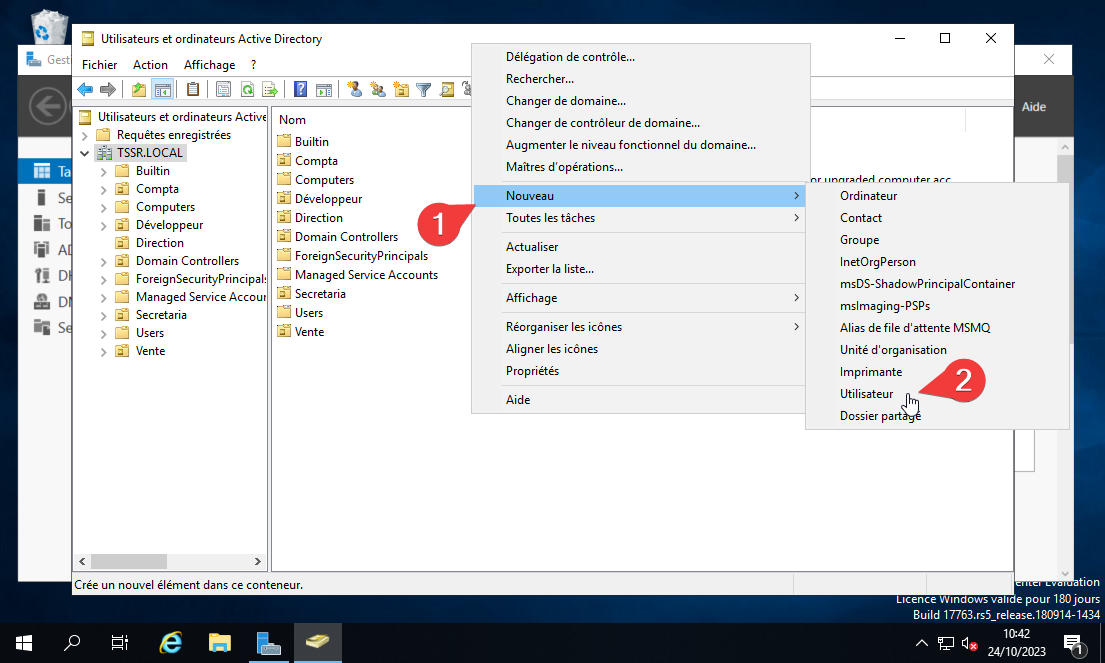 Utilisateurs et ordinateurs Active Directory
Gest
Fichier Action Affichage ?
Aide
Utilisateurs et ordinateurs Active
Requêtes enregistrées
TSSR.LOCAL
Builtin
Compta
Computers
Développeur
Direction
Domain Controllers
ForeignSecurityPrincipals
Managed Service Accour
Secretaria
Users
Vente
Ta
Se
To
AD
DH
DN
Se
Nom
Builtin
Compta
Computers
Développeur
Direction
Domain Controllers
ForeignSecurityPrincipals
Managed Service Accounts
Secretaria
Users
Vente
or upgraded computer acc
Délégation de contrôle...
Rechercher...
Changer de domaine...
Changer de contrôleur de domaine...
Augmenter le niveau fonctionnel du domaine...
Maîtres d'opérations...
Nouveau
Toutes les tâches
Actualiser
Exporter la liste...
Affichage
Réorganiser les icônes
Aligner les icônes
Propriétés
Aide
1
Ordinateur
Contact
Groupe
InetOrgPerson
msDS-ShadowPrincipalContainer
msImaging-PSPs
Alias de file d'attente MSMQ
Unité d'organisation
Imprimante
Utilisateur
Dossier partagé
2
Crée un nouvel élément dans ce conteneur.
enter Evaluation
Licence Windows valide pour 180 jours
Build 17763.rs5_release.180914-1434
10:42
24/10/2023
1